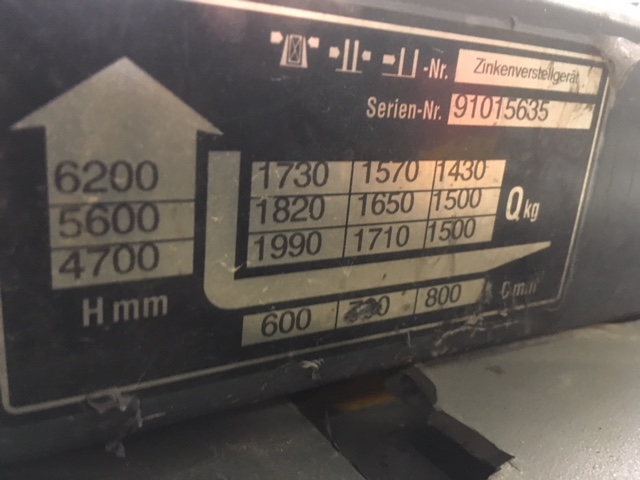 -Nr. Zinkenverstellgerät
Serien-Nr. 91015635
6200 1730 1570 1430
5600 1820 1650 1500 Q kg
4700 1990 1710 1500
H mm
600 800